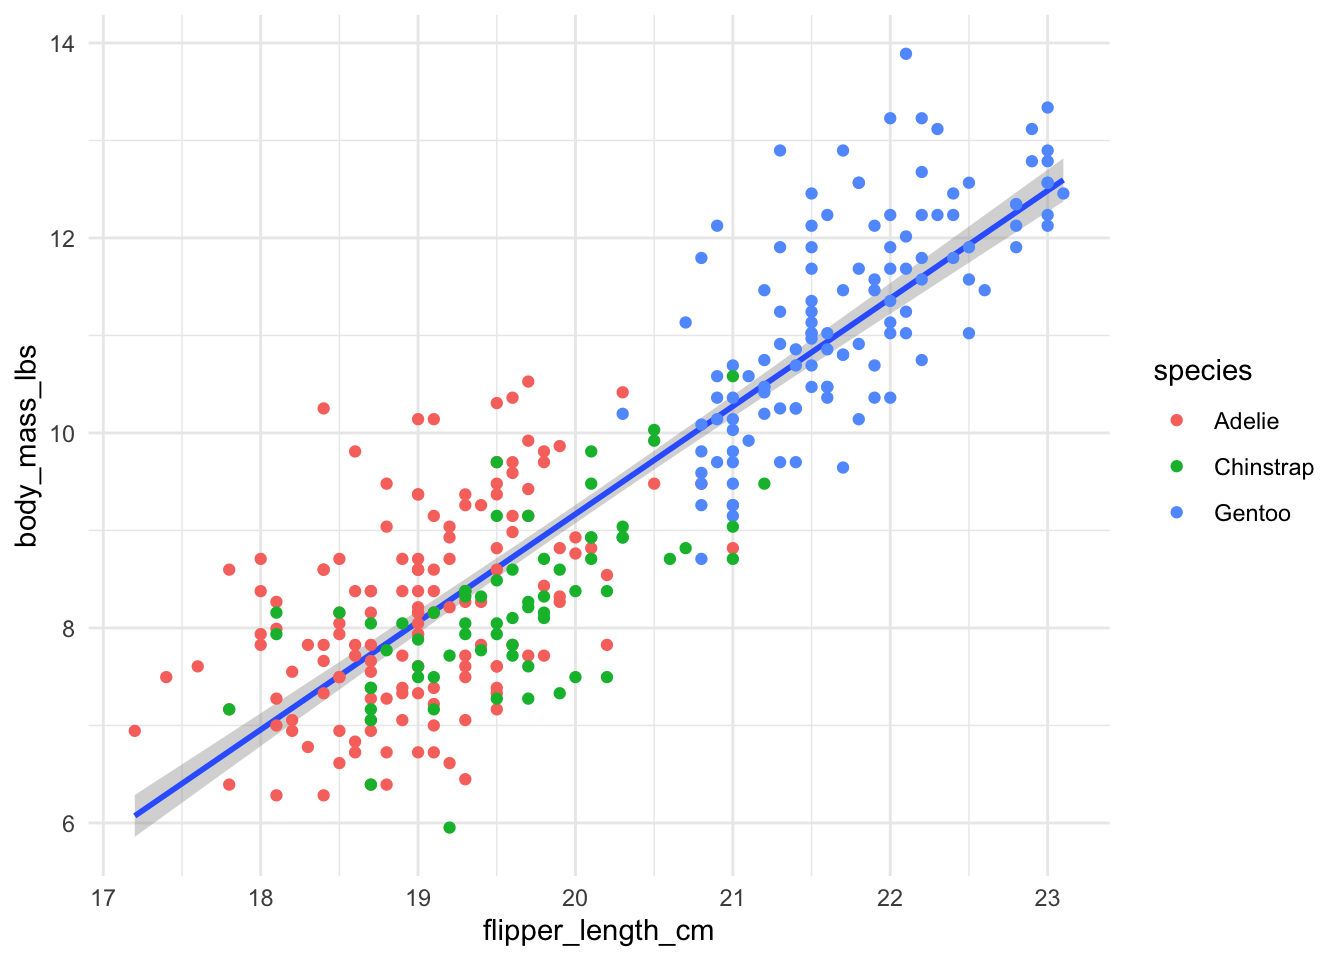 14
12
10
8
6
body_mass_lbs
17 18 19 20 21 22 23
flipper_length_cm
species
Adelie
Chinstrap
Gentoo